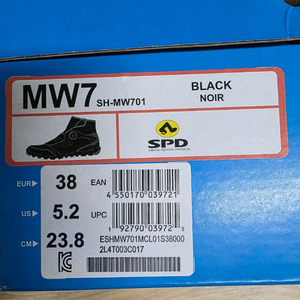 MW7 SH-MW701
BLACK
NOIR
SPD
EUR 38 EAN
4 550170 039721
US 5.2 UPC
1 92790 03972 5
CM 23.8
ESHMW701MCL01S38000
2L4T003C017